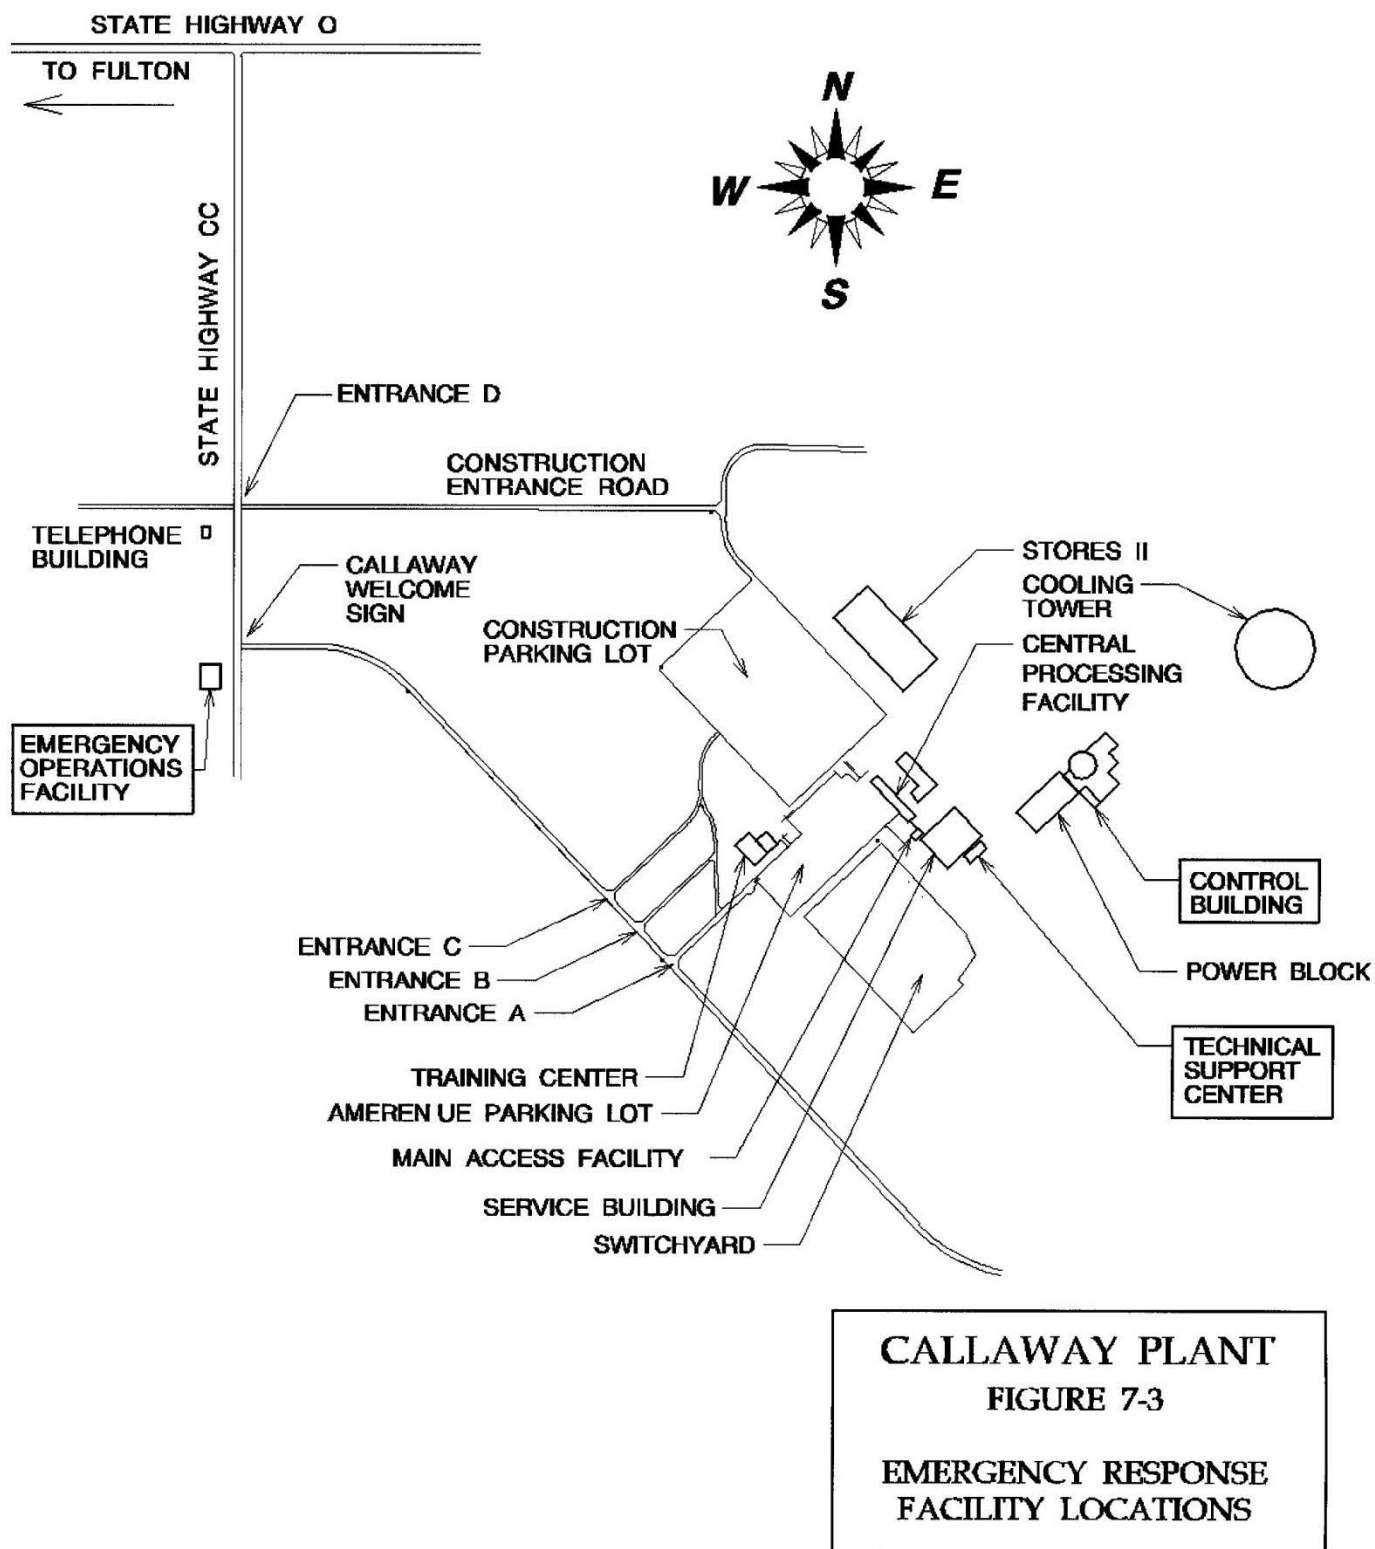 STATE HIGHWAY O
TO FULTON
N
W
E
S
STATE HIGHWAY CC
ENTRANCE D
CONSTRUCTION
ENTRANCE ROAD
TELEPHONE
BUILDING
CALLAWAY
WELCOME
SIGN
STORES II
COOLING
TOWER
CONSTRUCTION
PARKING LOT
CENTRAL
PROCESSING
FACILITY
EMERGENCY
OPERATIONS
FACILITY
CONTROL
BUILDING
ENTRANCE C
ENTRANCE B
ENTRANCE A
POWER BLOCK
TECHNICAL
SUPPORT
CENTER
TRAINING CENTER
AMEREN UE PARKING LOT
MAIN ACCESS FACILITY
SERVICE BUILDING
SWITCHYARD
CALLAWAY PLANT
FIGURE 7-3
EMERGENCY RESPONSE
FACILITY LOCATIONS